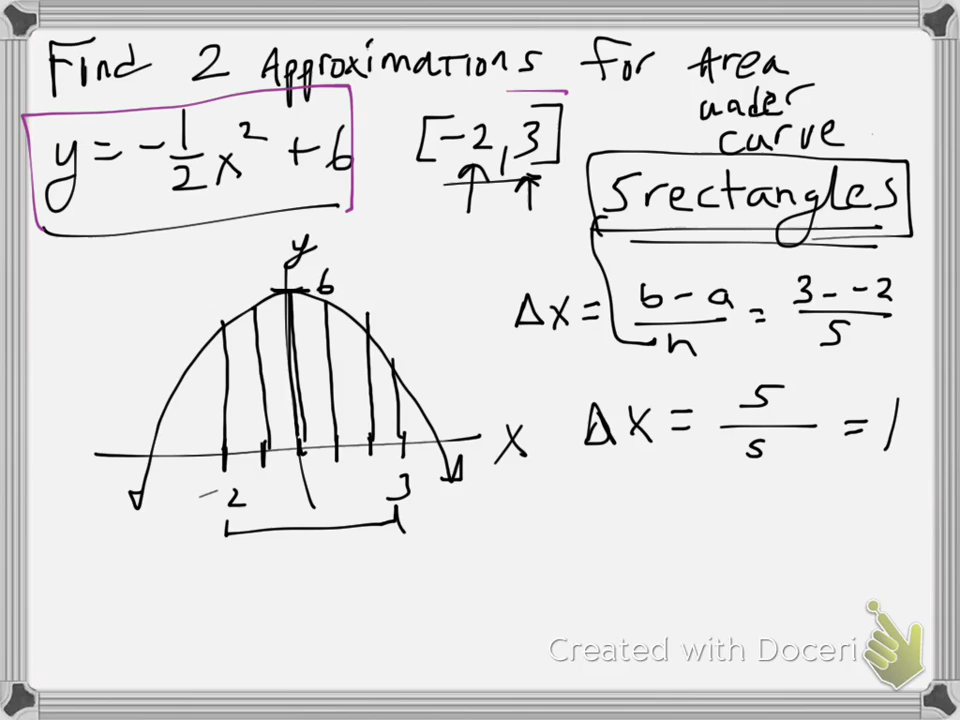 Find 2 Approximations for Area
under
curve
y = -1/2 x² + 6 [-2, 3]
5 rectangles
y
6
Δx = b - a / n = 3 - -2 / 5
Δx = 5 / 5 = 1
x
-2 3
Created with Doceri